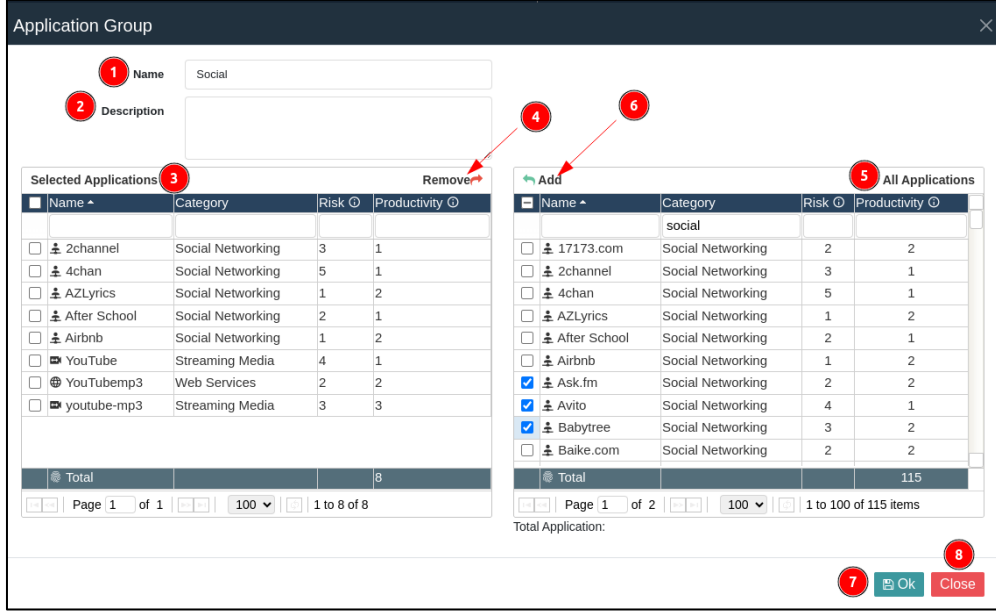 Application Group
1 Name Social
2 Description
4
6
Selected Applications 3 Remove
Name Category Risk Productivity
2channel Social Networking 3 1
4chan Social Networking 5 1
AZLyrics Social Networking 1 2
After School Social Networking 2 1
Airbnb Social Networking 1 2
YouTube Streaming Media 4 1
YouTubemp3 Web Services 2 2
youtube-mp3 Streaming Media 3 3
Total 8
Page 1 of 1 100 1 to 8 of 8
Add 5 All Applications
Name Category Risk Productivity
social
17173.com Social Networking 2 2
2channel Social Networking 3 1
4chan Social Networking 5 1
AZLyrics Social Networking 1 2
After School Social Networking 2 1
Airbnb Social Networking 1 2
Ask.fm Social Networking 2 2
Avito Social Networking 4 1
Babytree Social Networking 3 2
Baike.com Social Networking 2 2
Total 115
Page 1 of 2 100 1 to 100 of 115 items
Total Application:
8
7 Ok Close